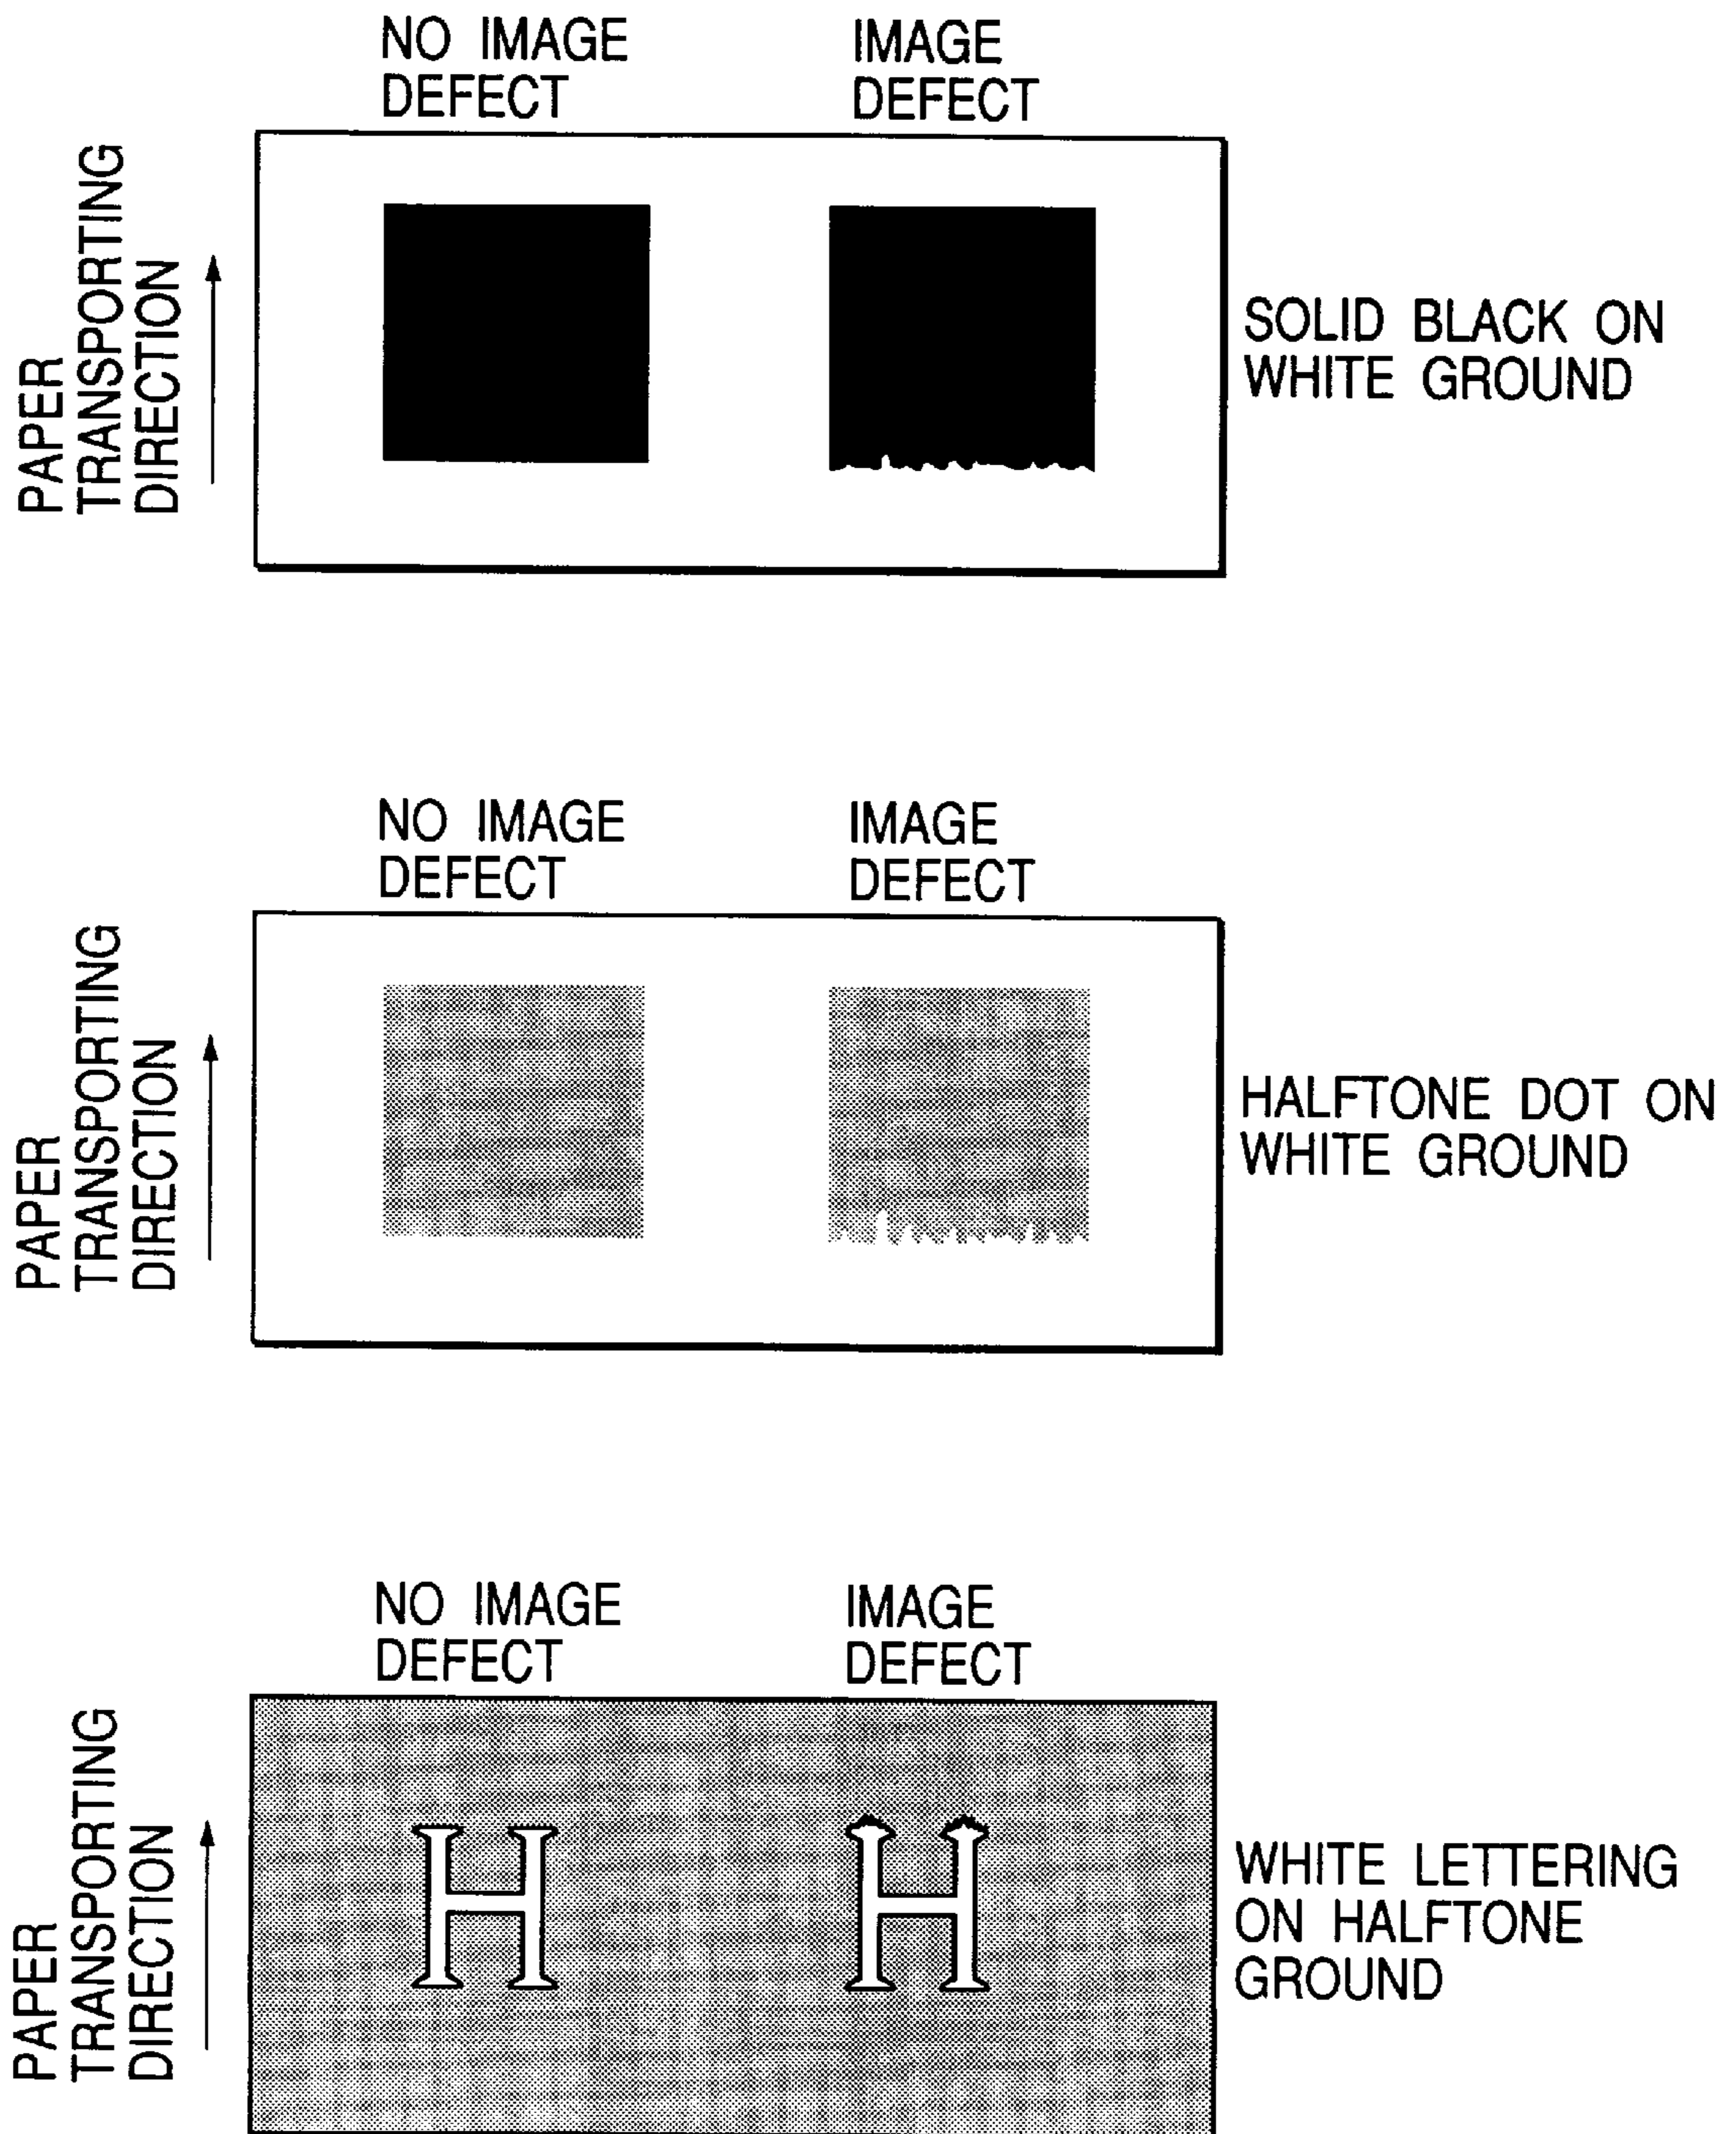 NO IMAGE
DEFECT
IMAGE
DEFECT
PAPER
TRANSPORTING
DIRECTION
SOLID BLACK ON
WHITE GROUND
NO IMAGE
DEFECT
IMAGE
DEFECT
PAPER
TRANSPORTING
DIRECTION
HALFTONE DOT ON
WHITE GROUND
NO IMAGE
DEFECT
IMAGE
DEFECT
PAPER
TRANSPORTING
DIRECTION
H
H
WHITE LETTERING
ON HALFTONE
GROUND